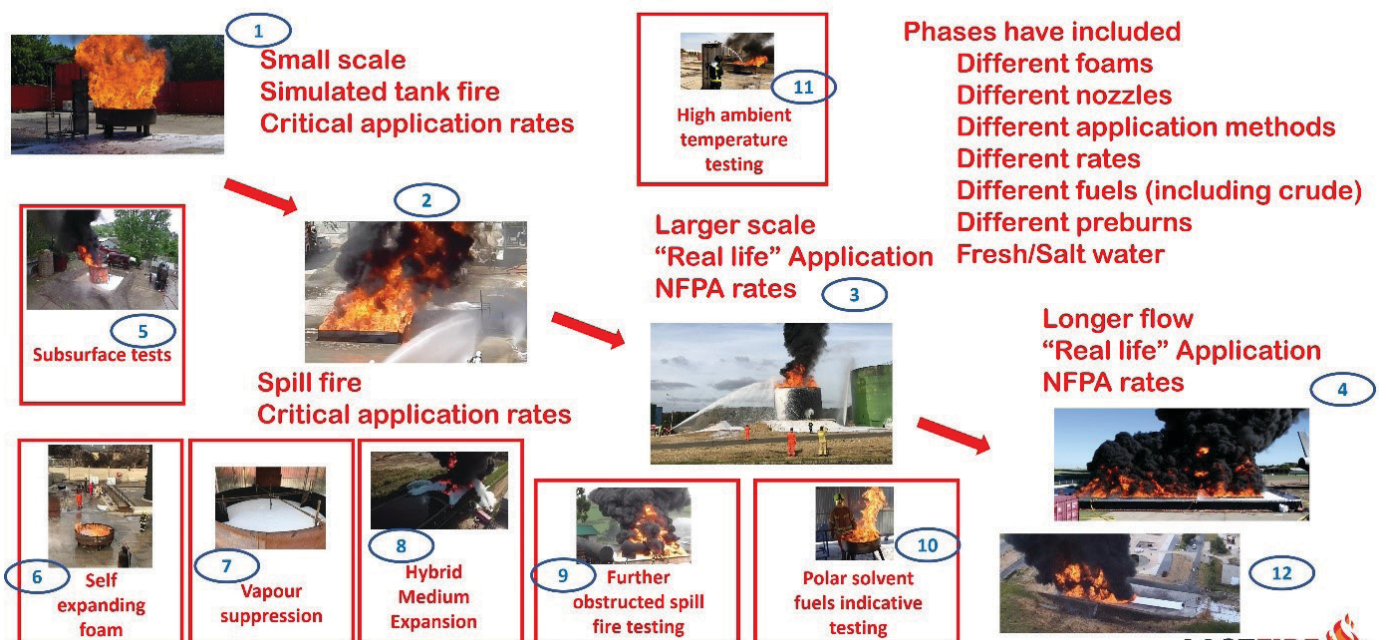 1
Small scale
Simulated tank fire
Critical application rates
11
High ambient
temperature
testing
Phases have included
Different foams
Different nozzles
Different application methods
Different rates
Different fuels (including crude)
Different preburns
Fresh/Salt water
5
Subsurface tests
2
Spill fire
Critical application rates
Larger scale
“Real life” Application
NFPA rates
3
Longer flow
“Real life” Application
NFPA rates
4
6
Self
expanding
foam
7
Vapour
suppression
8
Hybrid
Medium
Expansion
9
Further
obstructed spill
fire testing
10
Polar solvent
fuels indicative
testing
12